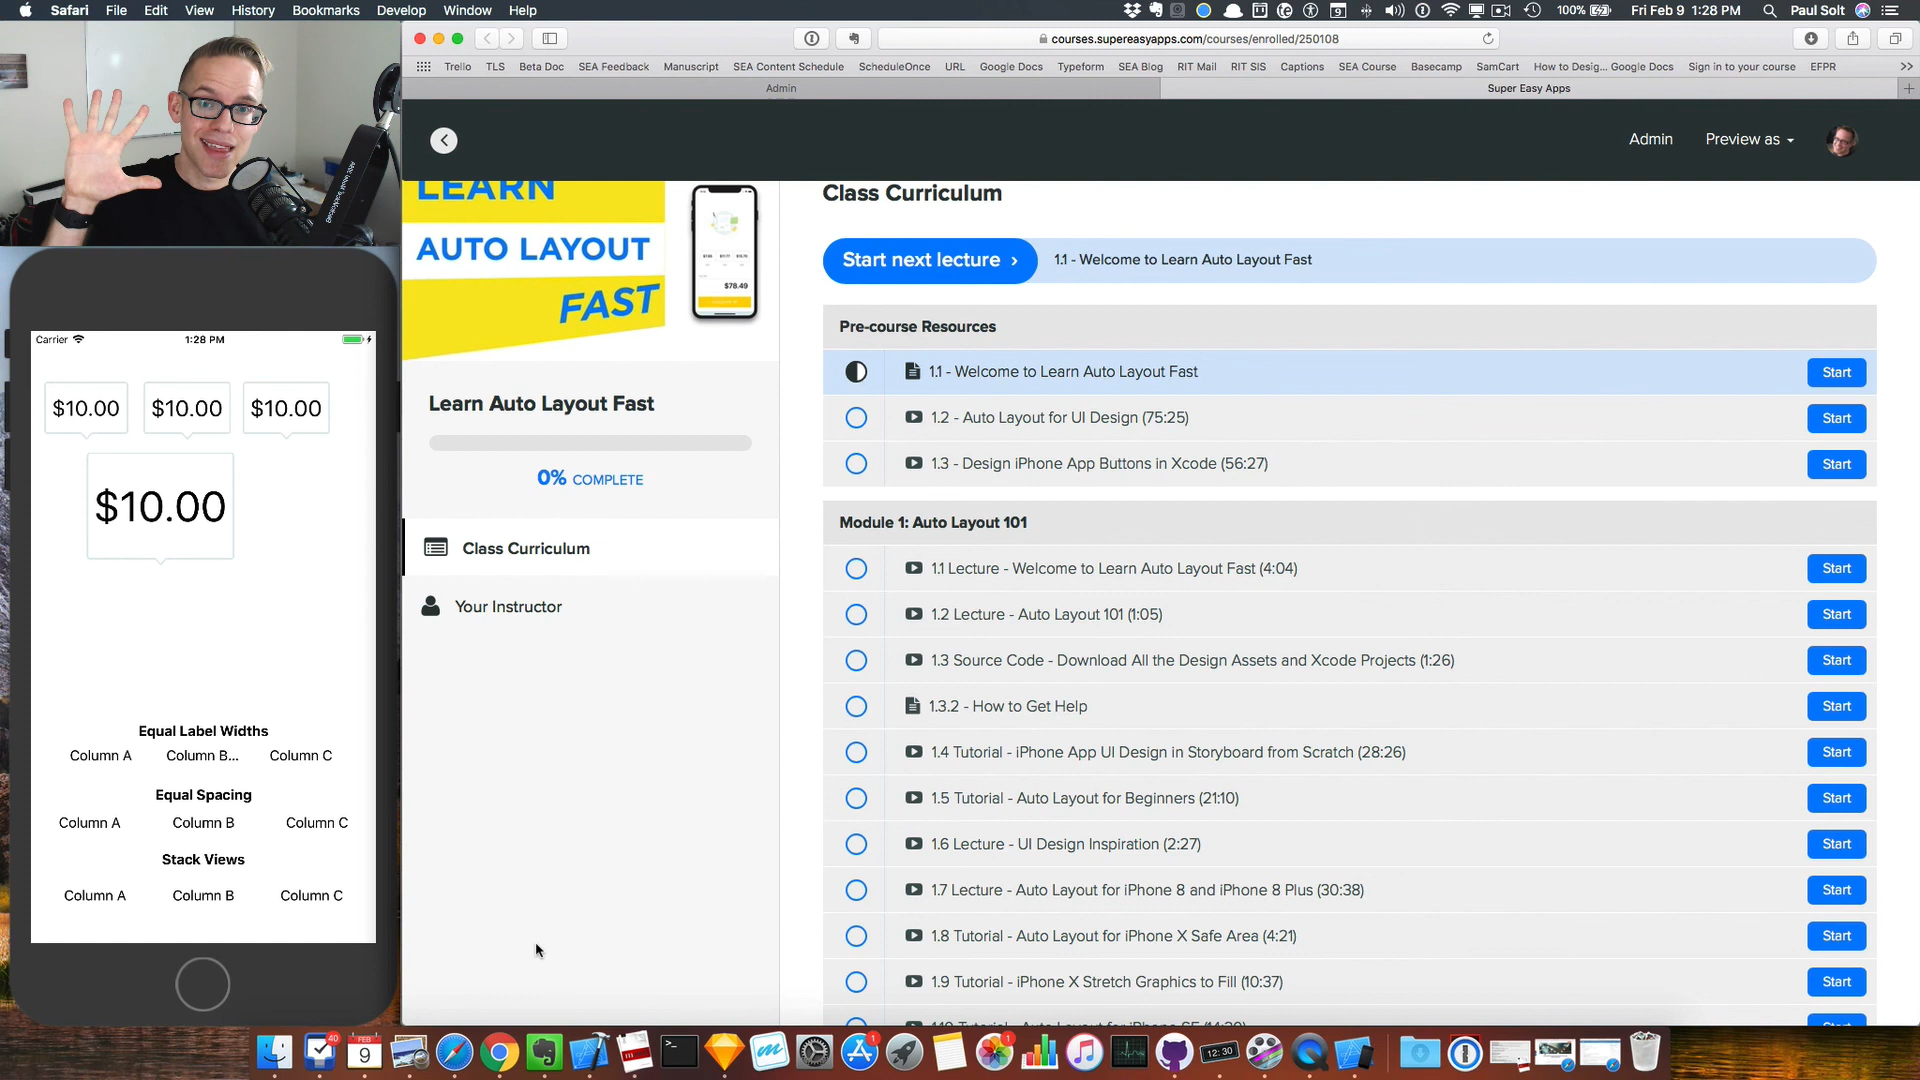 Safari File Edit View History Bookmarks Develop Window Help
9 100% Fri Feb 9 1:28 PM Paul Solt
courses.supereasyapps.com/courses/enrolled/250108
Trello TLS Beta Doc SEA Feedback Manuscript SEA Content Schedule ScheduleOnce URL Google Docs Typeform SEA Blog RIT Mail RIT SIS Captions SEA Course Basecamp SamCart How to Desig... Google Docs Sign in to your course EFPR
Admin
Super Easy Apps
Admin Preview as
LEARN
AUTO LAYOUT
FAST
$78.49
Learn Auto Layout Fast
0% COMPLETE
Class Curriculum
Your Instructor
Class Curriculum
Start next lecture › 1.1 - Welcome to Learn Auto Layout Fast
Pre-course Resources
1.1 - Welcome to Learn Auto Layout Fast Start
1.2 - Auto Layout for UI Design (75:25) Start
1.3 - Design iPhone App Buttons in Xcode (56:27) Start
Module 1: Auto Layout 101
1.1 Lecture - Welcome to Learn Auto Layout Fast (4:04) Start
1.2 Lecture - Auto Layout 101 (1:05) Start
1.3 Source Code - Download All the Design Assets and Xcode Projects (1:26) Start
1.3.2 - How to Get Help Start
1.4 Tutorial - iPhone App UI Design in Storyboard from Scratch (28:26) Start
1.5 Tutorial - Auto Layout for Beginners (21:10) Start
1.6 Lecture - UI Design Inspiration (2:27) Start
1.7 Lecture - Auto Layout for iPhone 8 and iPhone 8 Plus (30:38) Start
1.8 Tutorial - Auto Layout for iPhone X Safe Area (4:21) Start
1.9 Tutorial - iPhone X Stretch Graphics to Fill (10:37) Start
Carrier 1:28 PM
$10.00 $10.00 $10.00
$10.00
Equal Label Widths
Column A Column B... Column C
Equal Spacing
Column A Column B Column C
Stack Views
Column A Column B Column C
40 FEB 9 1 1 12:30